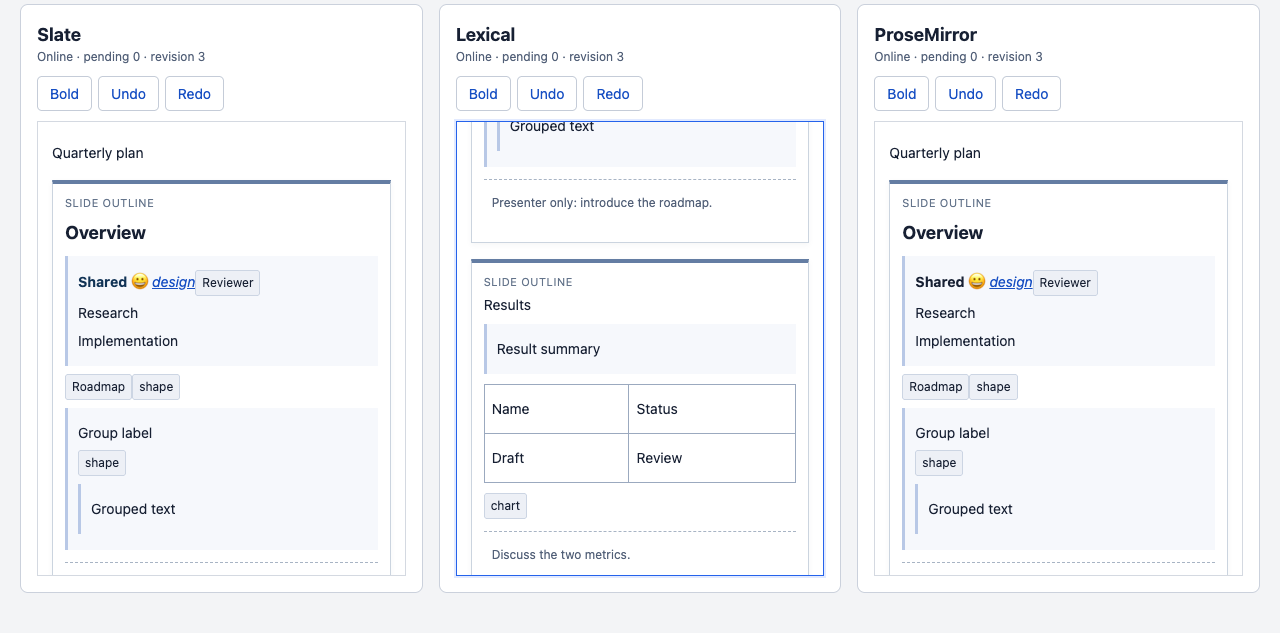 Slate
Online · pending 0 · revision 3
Bold Undo Redo
Quarterly plan
SLIDE OUTLINE
Overview
Shared 😀 design Reviewer
Research
Implementation
Roadmap shape
Group label
shape
Grouped text
Lexical
Online · pending 0 · revision 3
Bold Undo Redo
Grouped text
Presenter only: introduce the roadmap.
SLIDE OUTLINE
Results
Result summary
Name Status
Draft Review
chart
Discuss the two metrics.
ProseMirror
Online · pending 0 · revision 3
Bold Undo Redo
Quarterly plan
SLIDE OUTLINE
Overview
Shared 😀 design Reviewer
Research
Implementation
Roadmap shape
Group label
shape
Grouped text